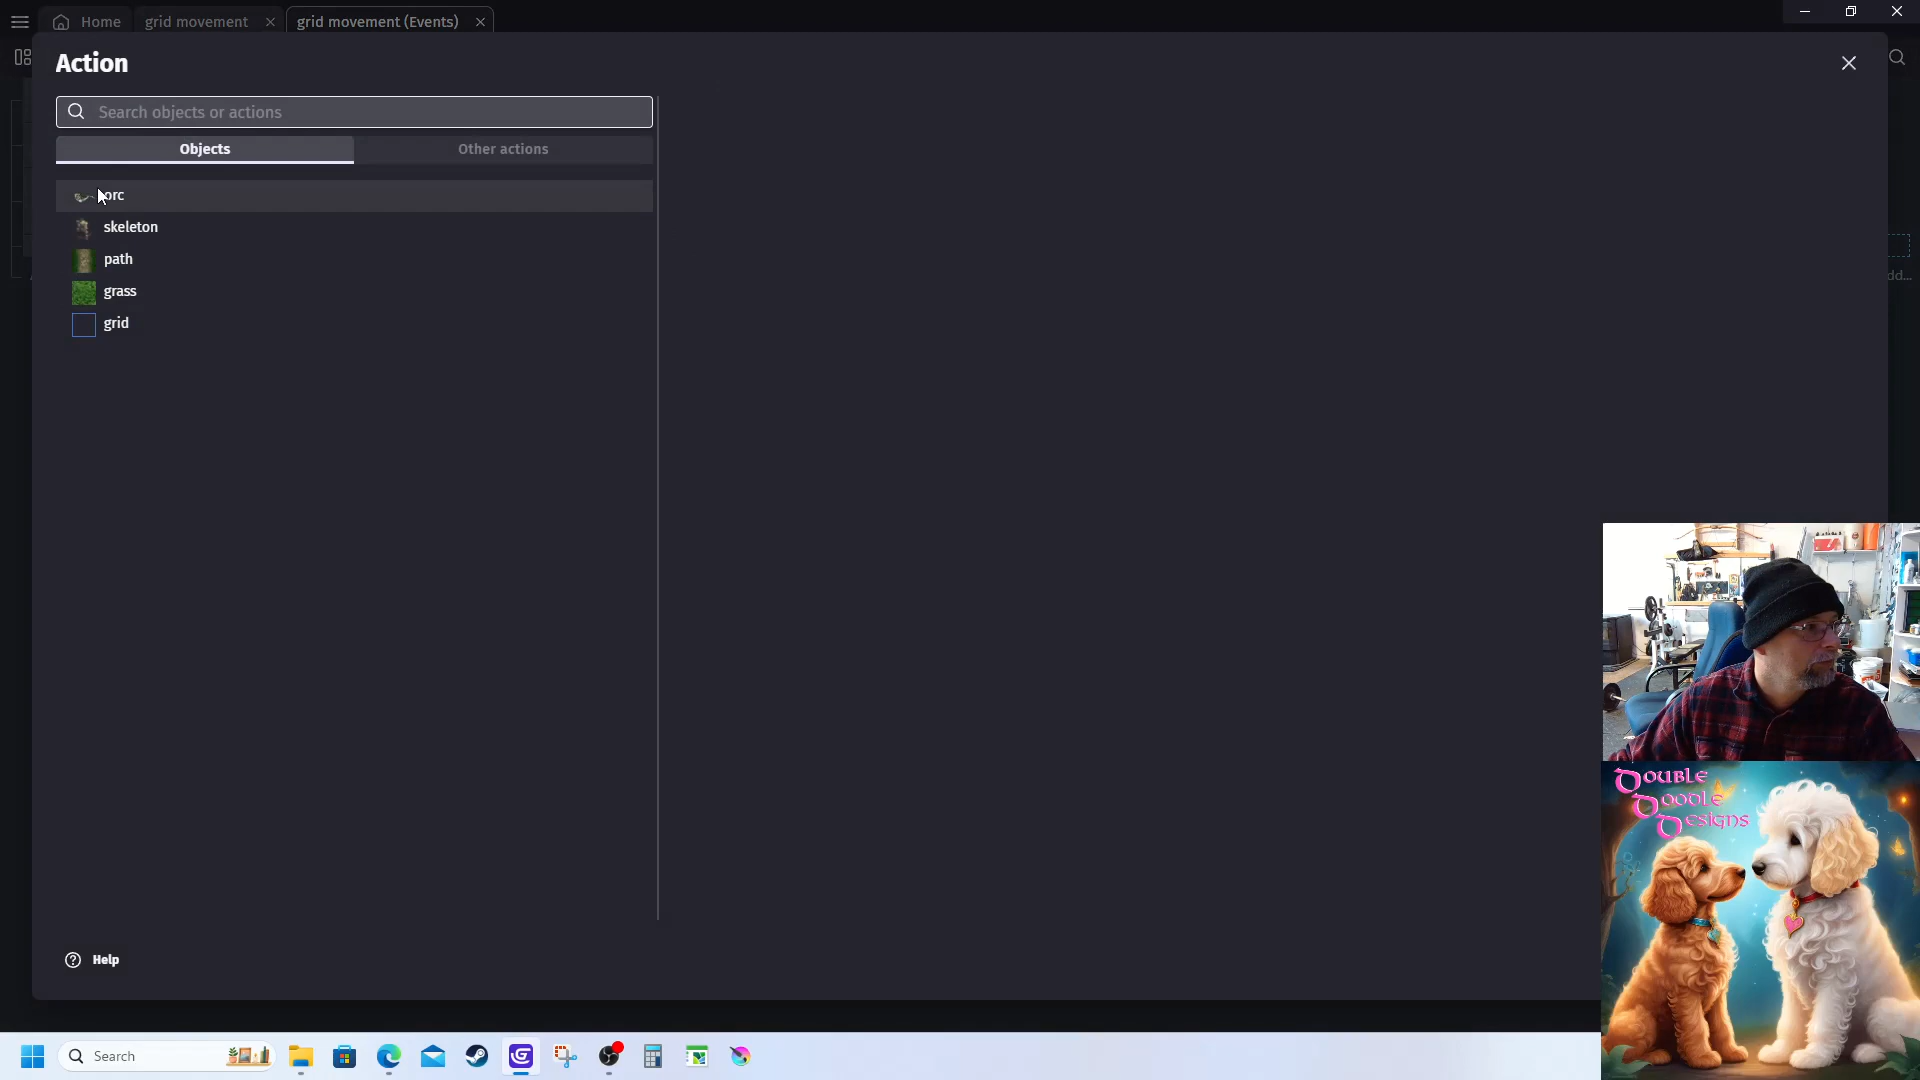 Home
grid movement
grid movement (Events)
Action
Search objects or actions
Objects
Other actions
orc
skeleton
path
grass
grid
dd...
Help
Search
Double
Doodle
Designs